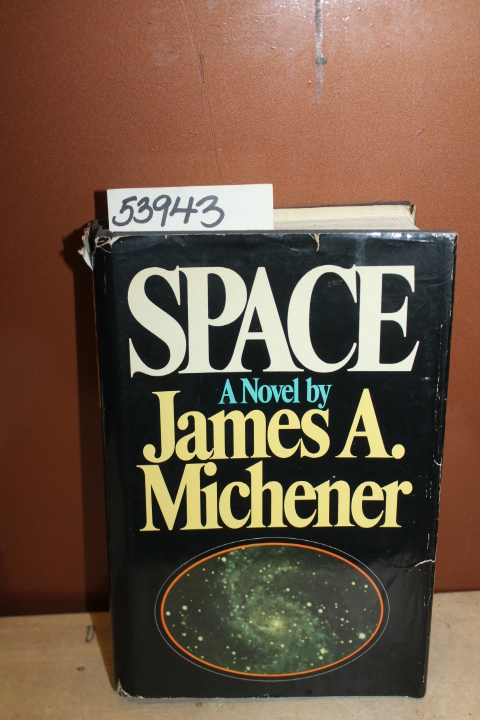 53943
SPACE
A Novel by
James A.
Michener